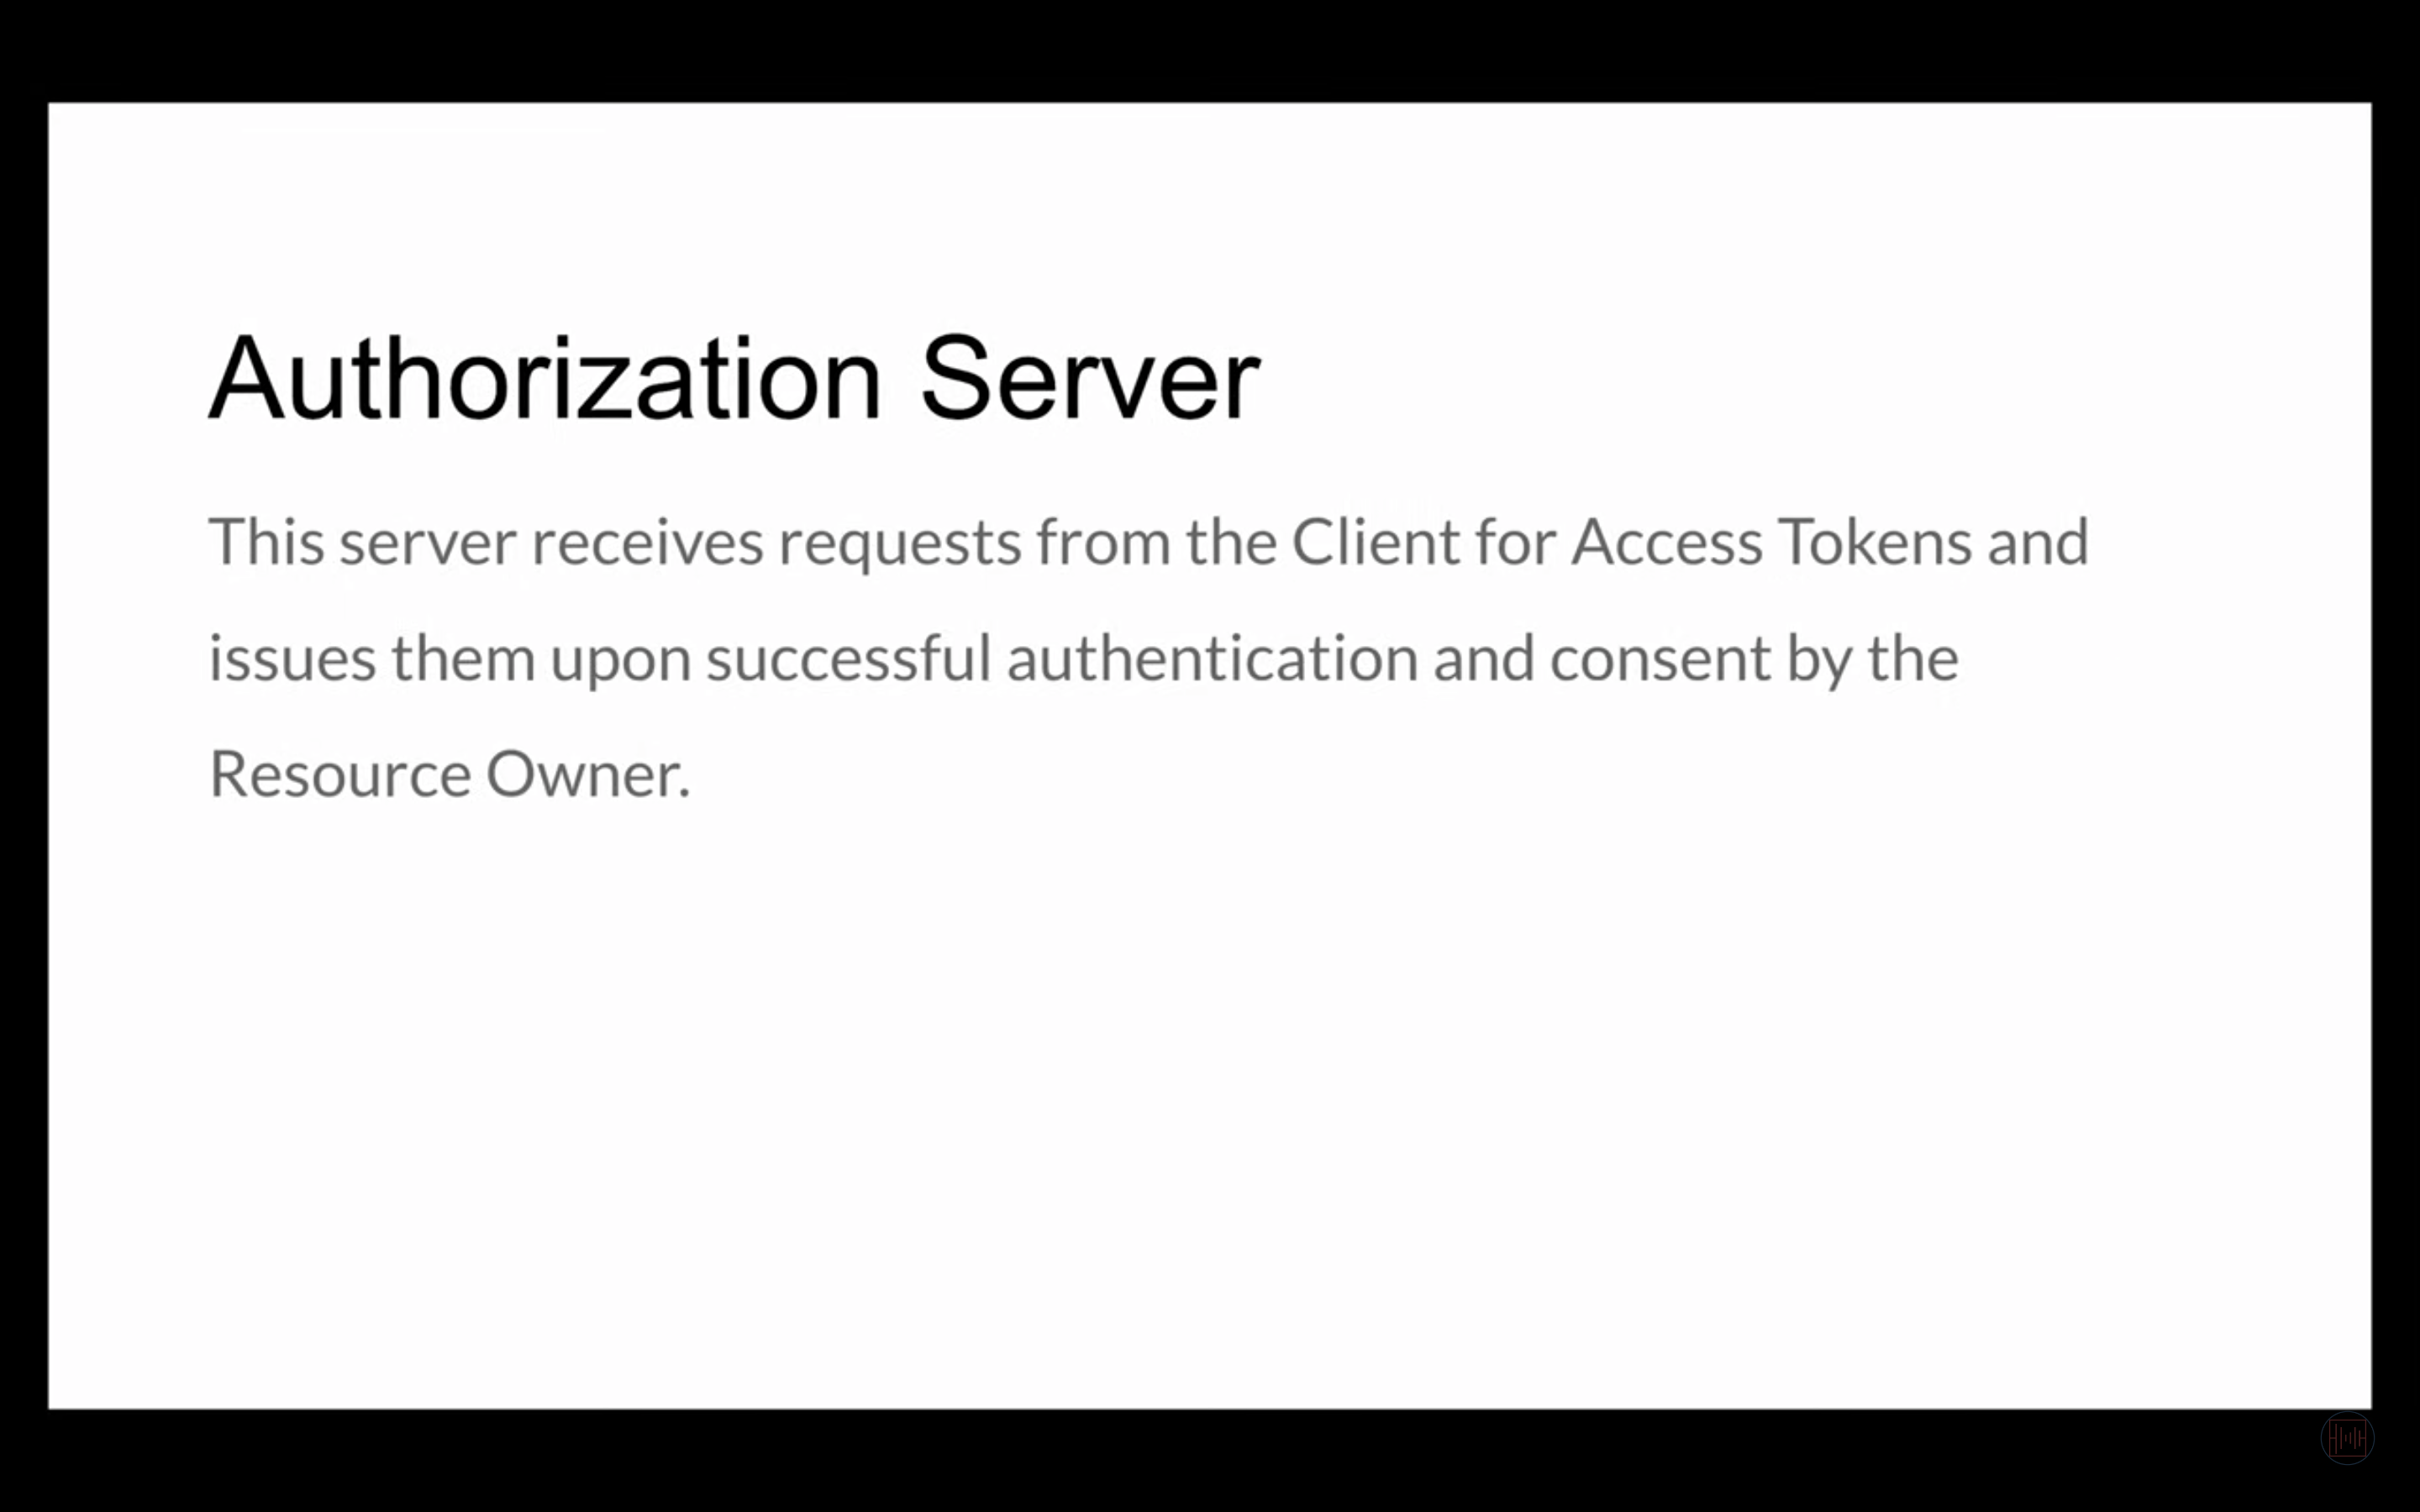 Authorization Server
This server receives requests from the Client for Access Tokens and
issues them upon successful authentication and consent by the
Resource Owner.